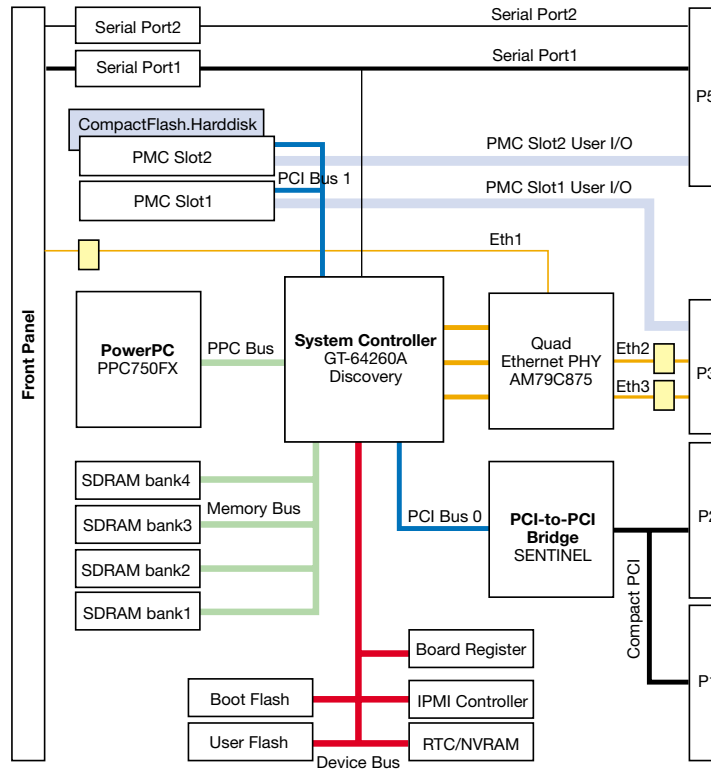 Serial Port2
Serial Port2
Serial Port1
Serial Port1
P5
CompactFlash.Harddisk
PMC Slot2
PMC Slot2 User I/O
PCI Bus 1
PMC Slot1
PMC Slot1 User I/O
Eth1
Front Panel
PowerPC
PPC750FX
PPC Bus
System Controller
GT-64260A
Discovery
Quad
Ethernet PHY
AM79C875
Eth2
Eth3
P3
SDRAM bank4
SDRAM bank3
SDRAM bank2
SDRAM bank1
Memory Bus
PCI Bus 0
PCI-to-PCI
Bridge
SENTINEL
P2
Compact PCI
P1
Board Register
Boot Flash
IPMI Controller
User Flash
RTC/NVRAM
Device Bus